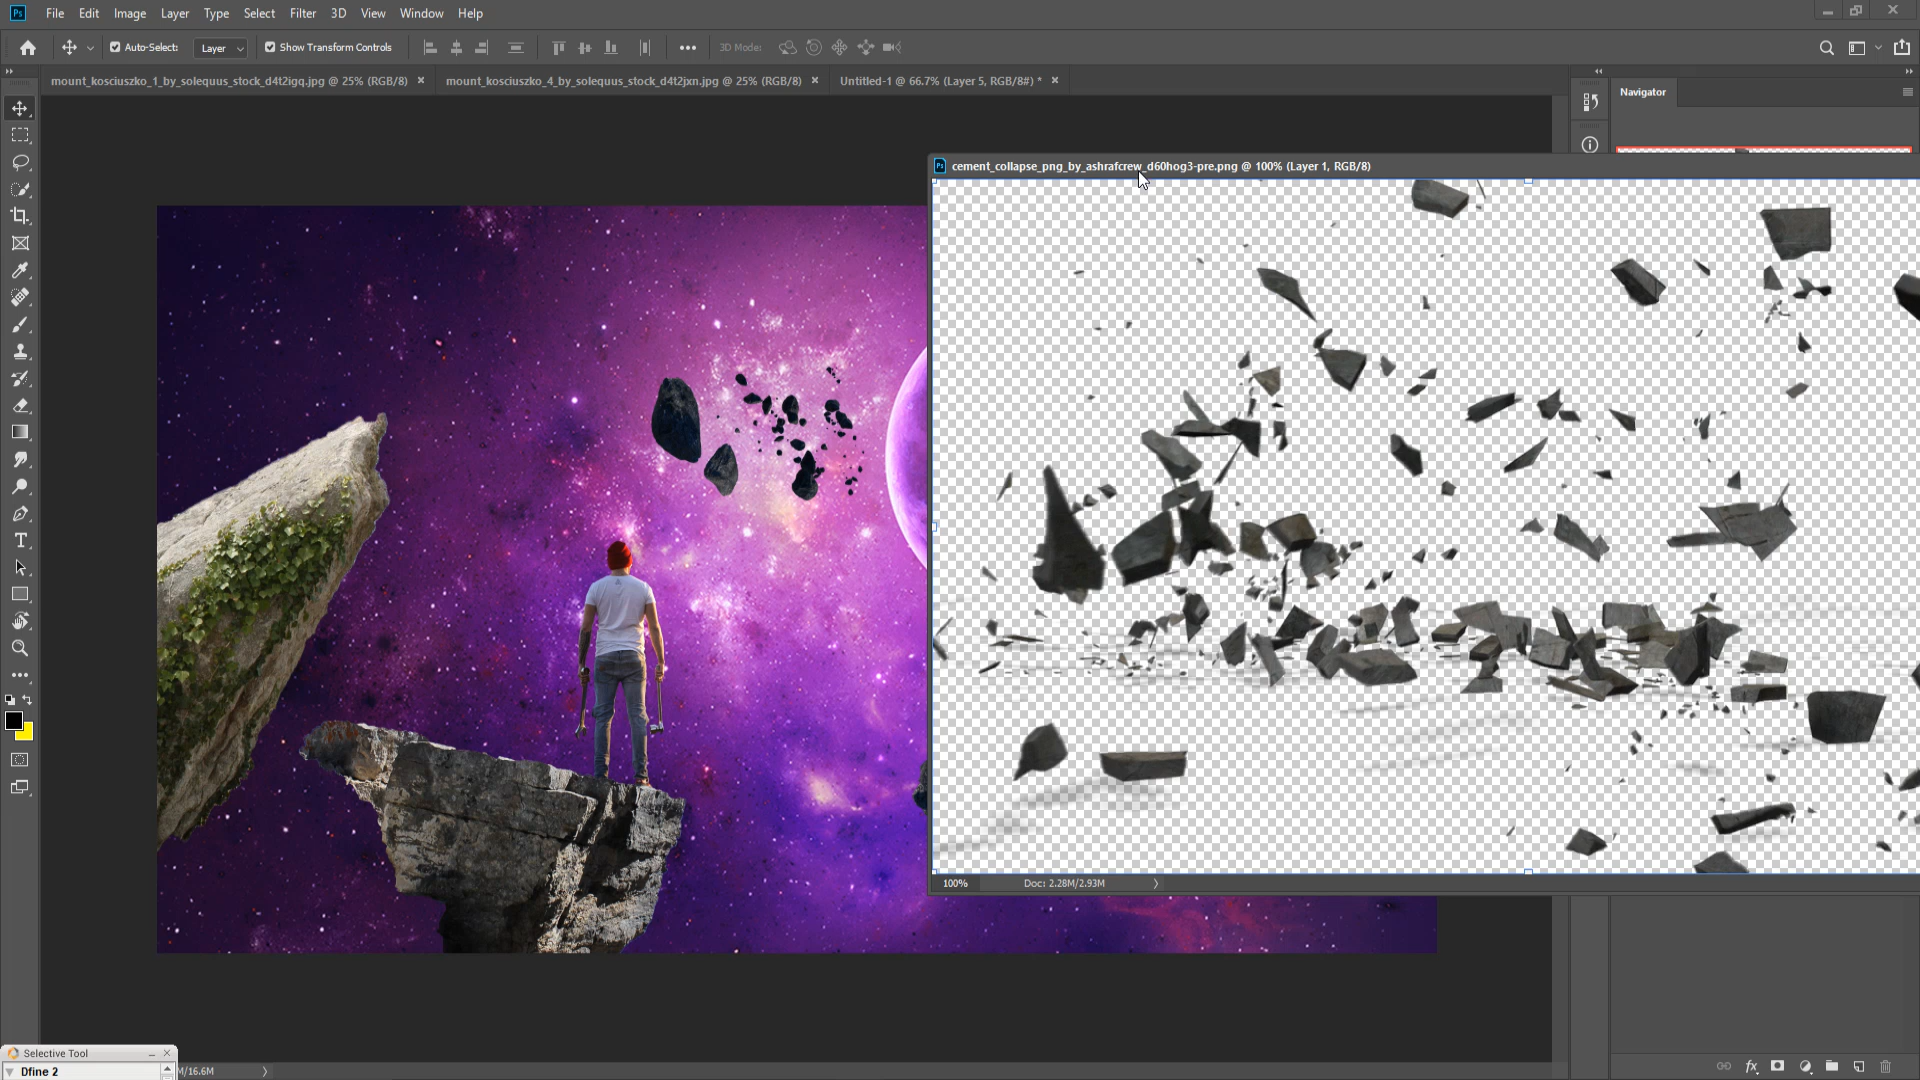 Ps File Edit Image Layer Type Select Filter 3D View Window Help
Auto-Select: Layer Show Transform Controls 3D Mode:
mount_kosciuszko_1_by_solequus_stock_d4t2igq.jpg @ 25% (RGB/8) mount_kosciuszko_4_by_solequus_stock_d4t2jxn.jpg @ 25% (RGB/8) Untitled-1 @ 66.7% (Layer 5, RGB/8#) *
Navigator
Ps cement_collapse_png_by_ashrafcrew_d60hog3-pre.png @ 100% (Layer 1, RGB/8)
100% Doc: 2.28M/2.93M
Selective Tool
Dfine 2
M/16.6M
fx